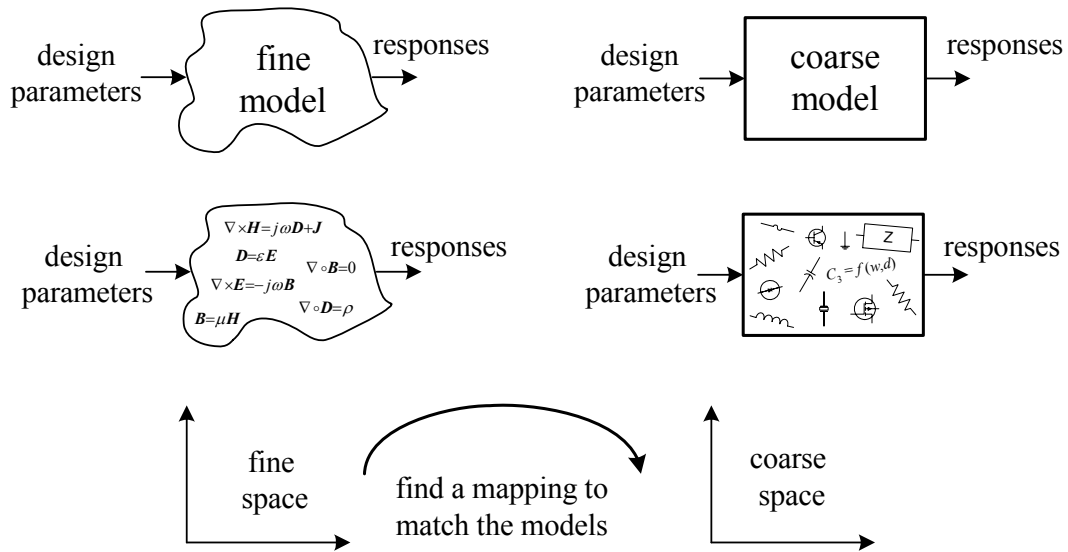 design
parameters
fine
model
responses
design
parameters
coarse
model
responses
design
parameters
∇×H=jωD+J
D=εE
∇∘B=0
∇×E=−jωB
B=μH
∇∘D=ρ
responses
design
parameters
Z
C₃=f(w,d)
responses
fine
space
find a mapping to
match the models
coarse
space